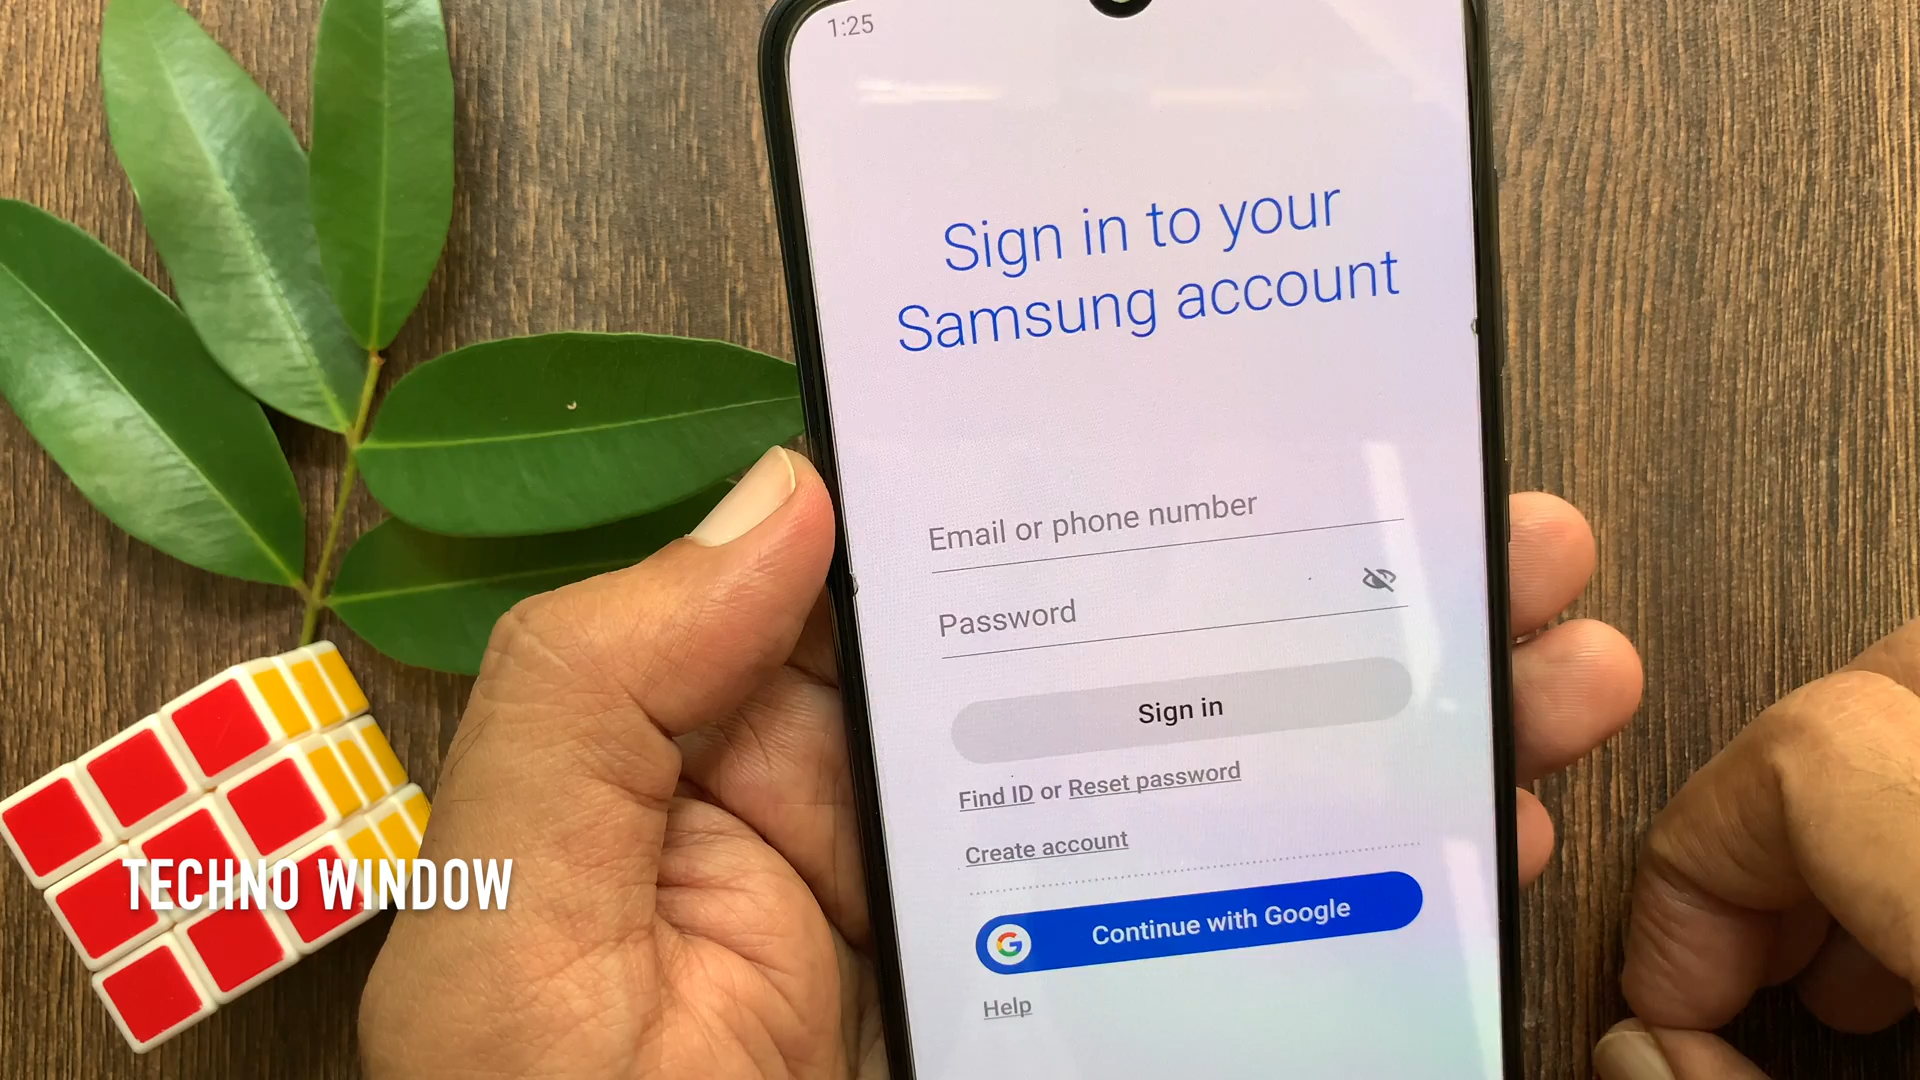 1:25
Sign in to your
Samsung account
Email or phone number
Password
Sign in
Find ID or Reset password
Create account
Continue with Google
Help
TECHNO WINDOW